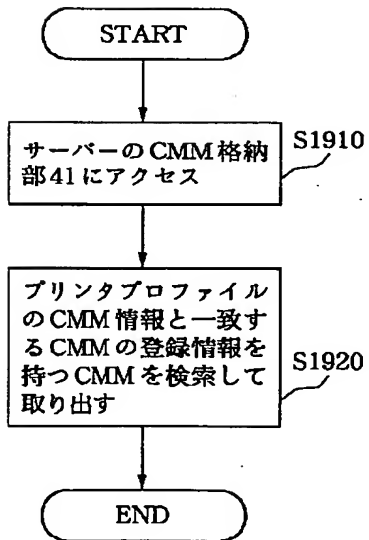 START
サーバーのCMM格納
部41にアクセス
S1910
プリンタプロファイル
のCMM情報と一致す
るCMMの登録情報を
持つCMMを検索して
取り出す
S1920
END